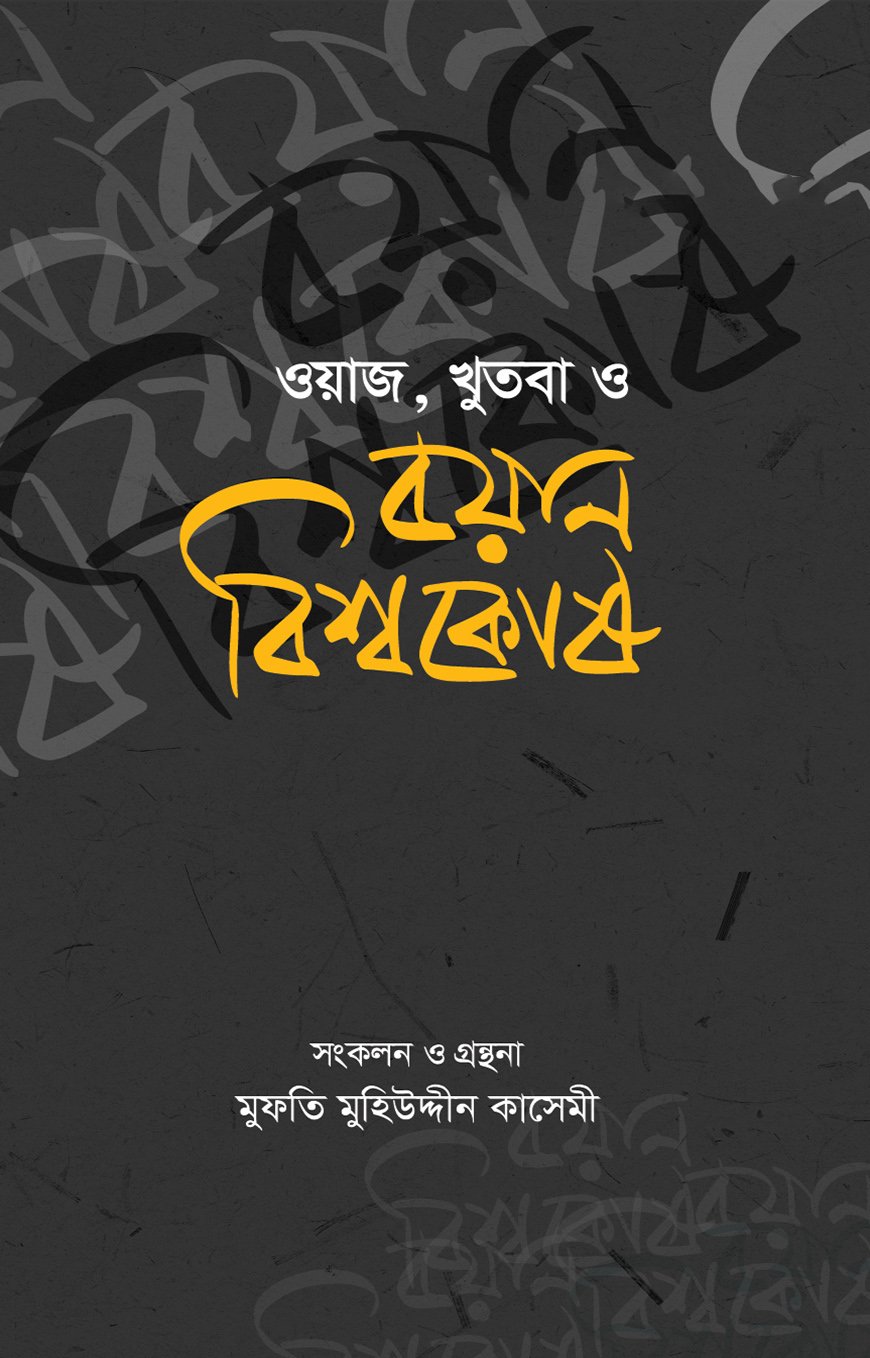 ওয়াজ, খুতবা ও
বয়ান
বিশ্বকোষ
সংকলন ও গ্রন্থনা
মুফতি মুহিউদ্দীন কাসেমী